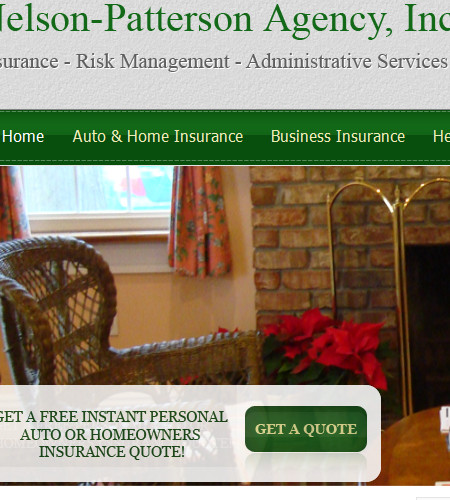 Nelson-Patterson Agency, Inc
surance - Risk Management - Administrative Services
Home Auto & Home Insurance Business Insurance He
GET A FREE INSTANT PERSONAL
AUTO OR HOMEOWNERS
INSURANCE QUOTE!
GET A QUOTE